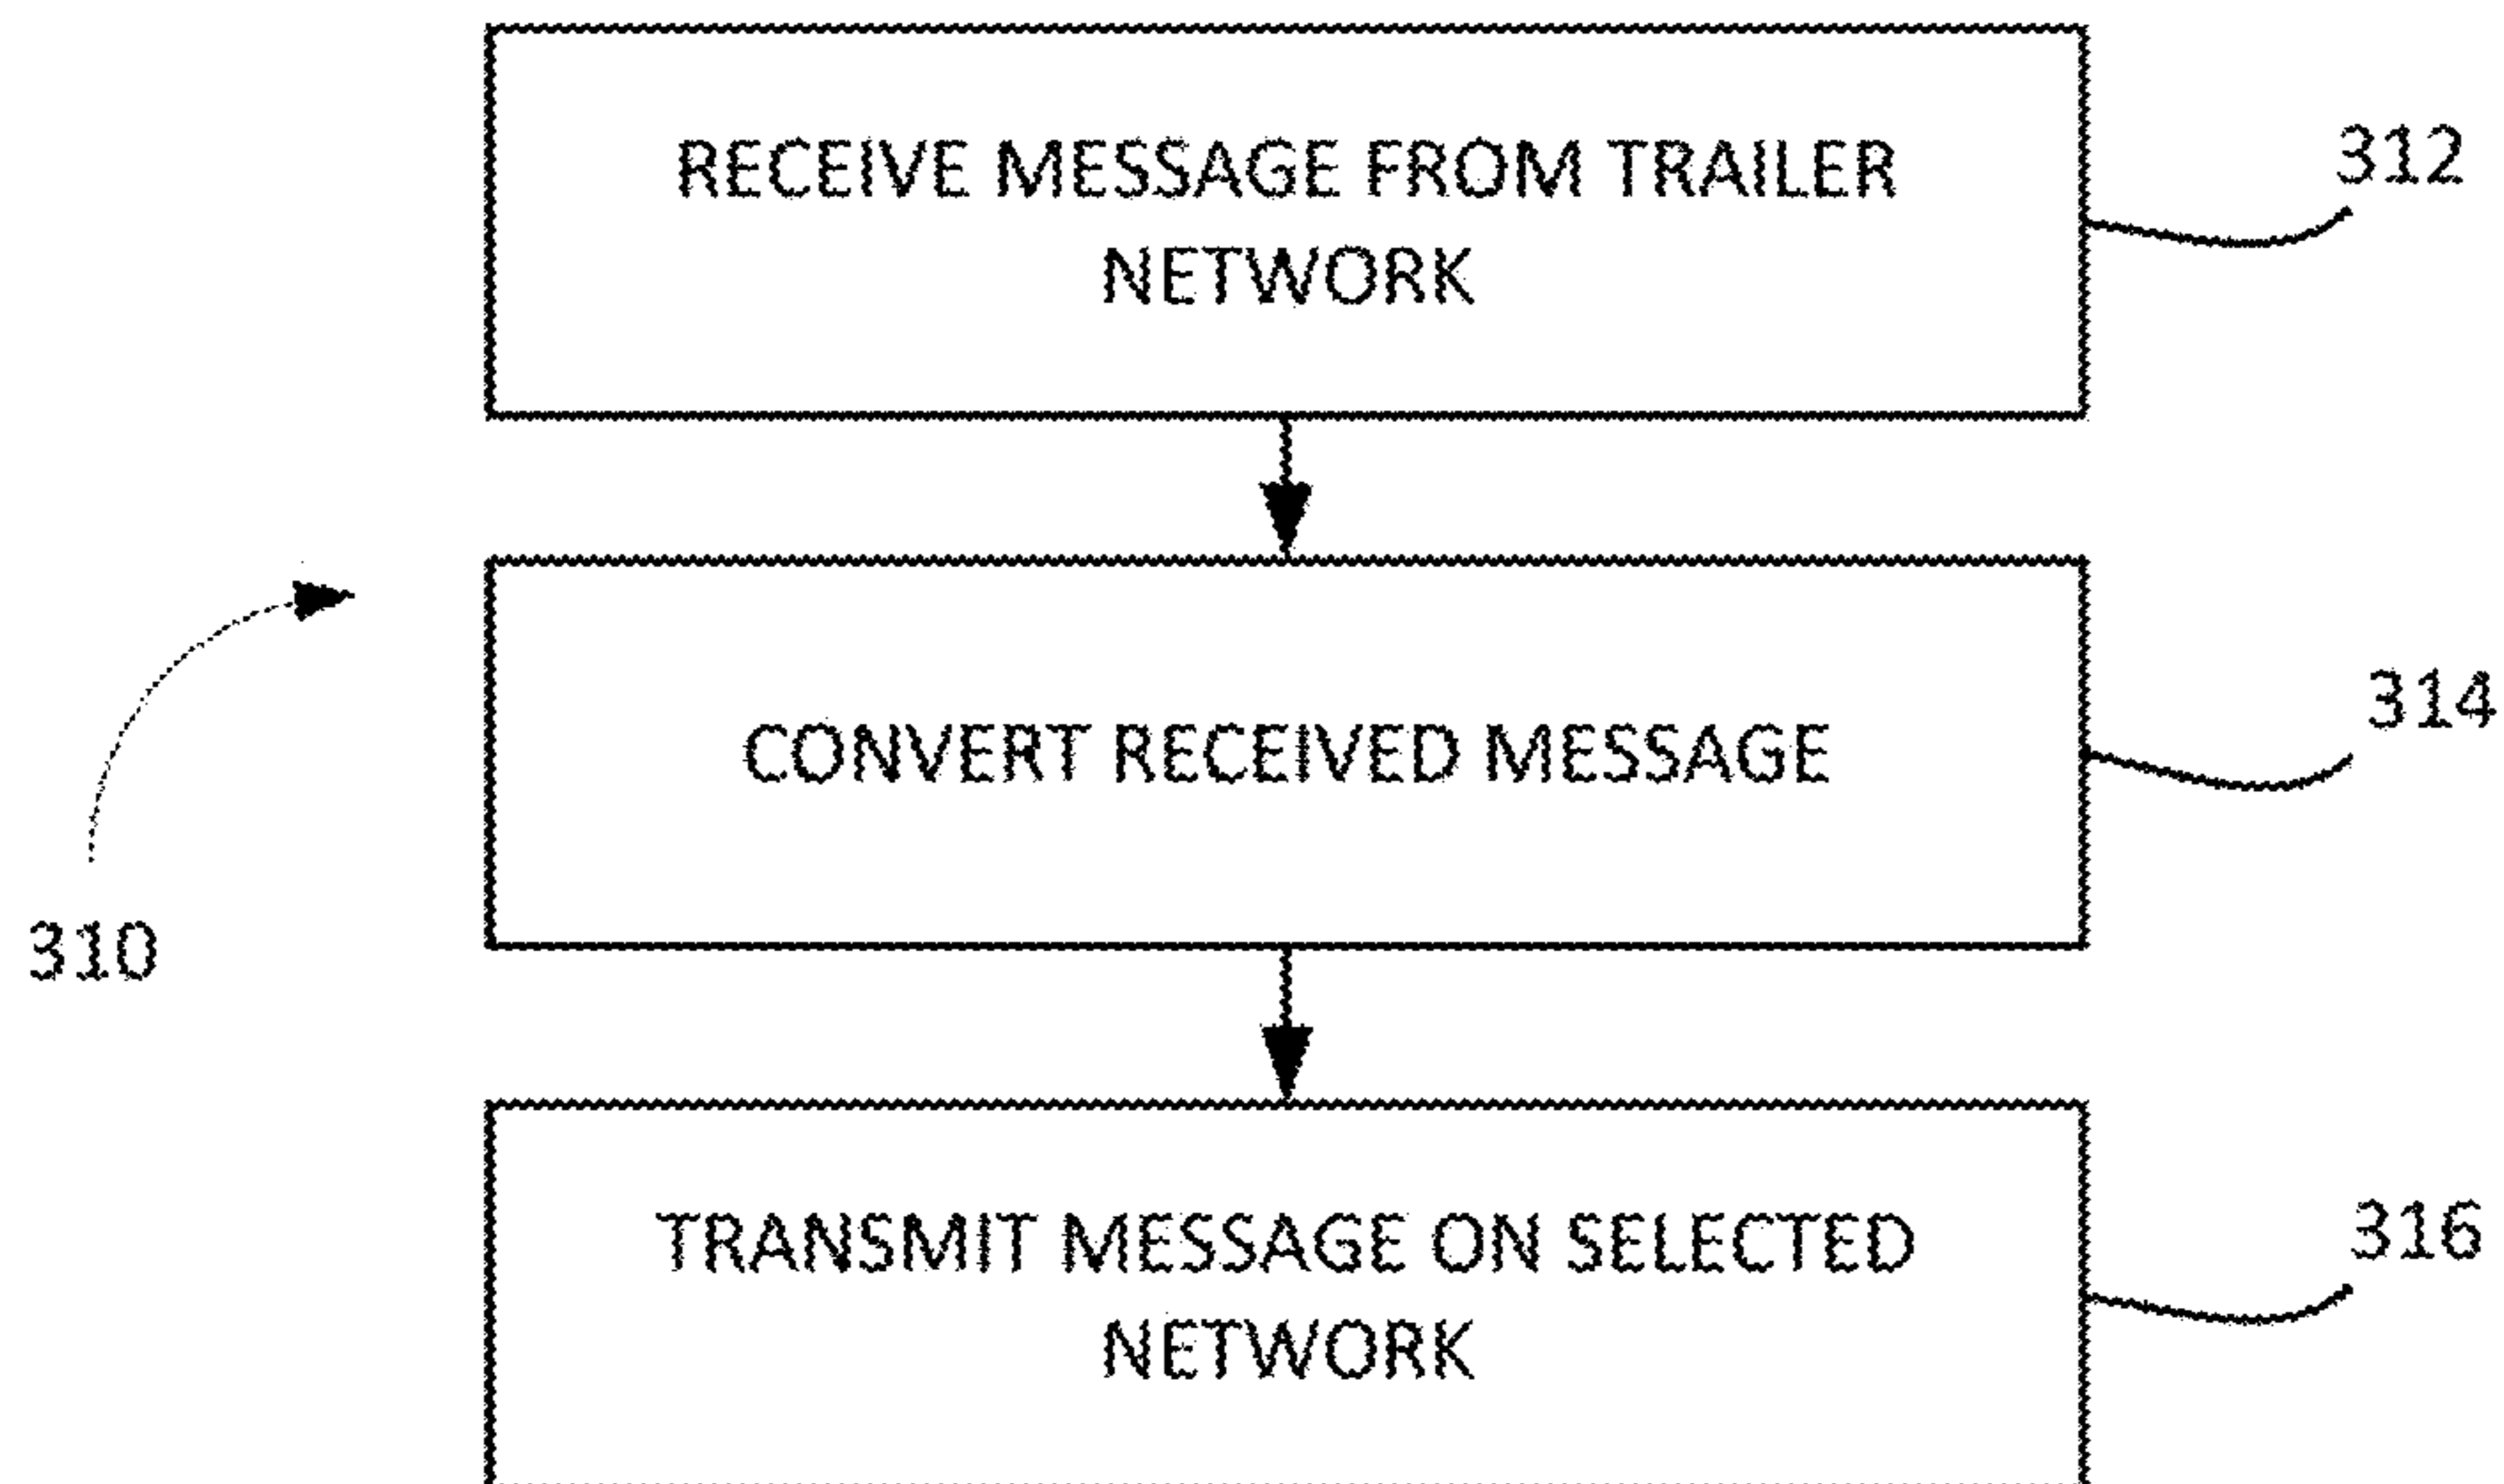 RECEIVE MESSAGE FROM TRAILER
NETWORK
312
CONVERT RECEIVED MESSAGE
314
310
TRANSMIT MESSAGE ON SELECTED
NETWORK
316